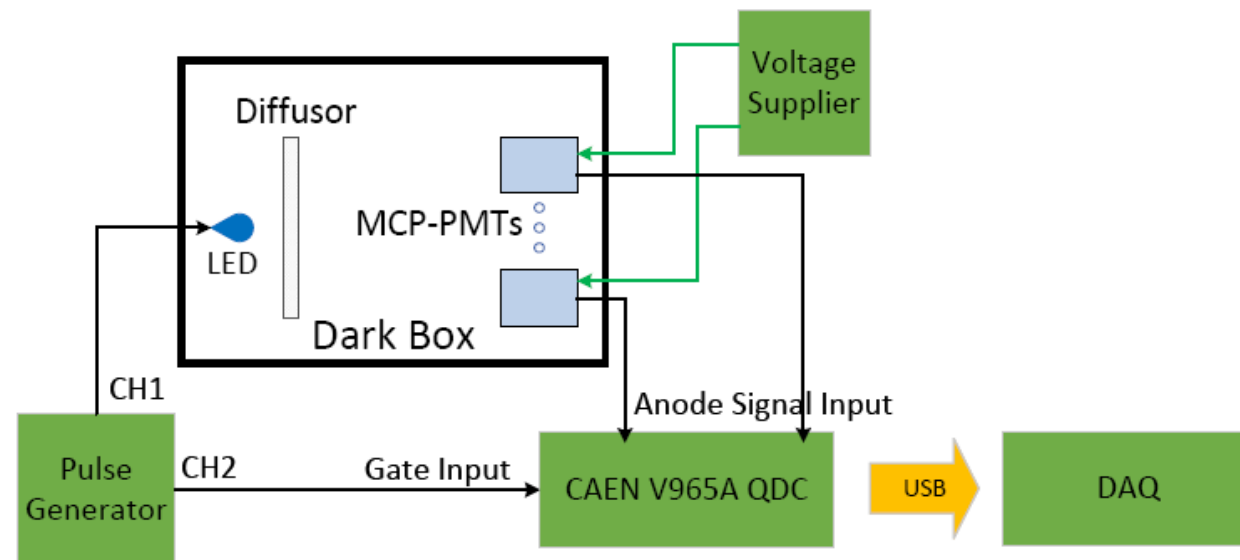 Voltage
Supplier
Diffusor
MCP-PMTs
LED
Dark Box
CH1
Anode Signal Input
Pulse
Generator
CH2
Gate Input
CAEN V965A QDC
USB
DAQ